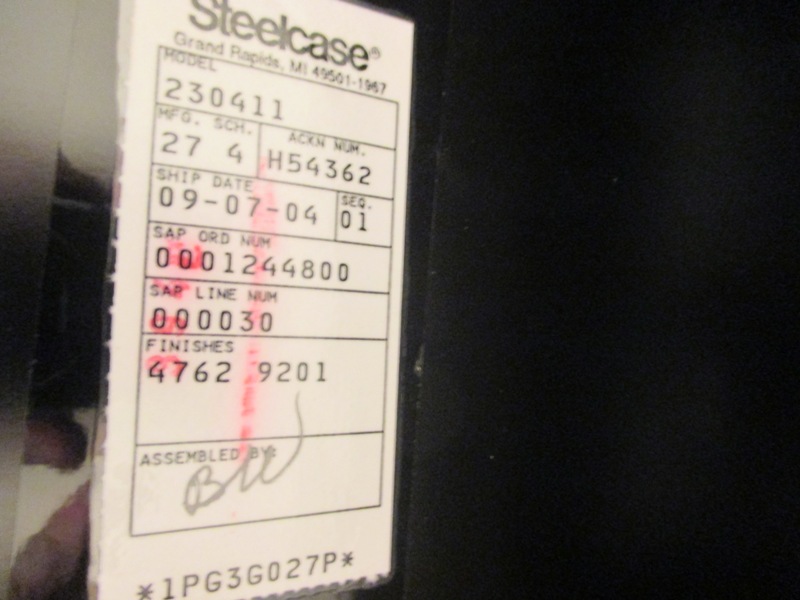 Steelcase®
Grand Rapids, MI 49501-1967
MODEL
230411
MFG. SCH. ACKN NUM.
27 4 H54362
SHIP DATE SEQ.
09-07-04 01
SAP ORD NUM
0001244800
SAP LINE NUM
000030
FINISHES
4762 9201
ASSEMBLED BY:
*1PG3G027P*